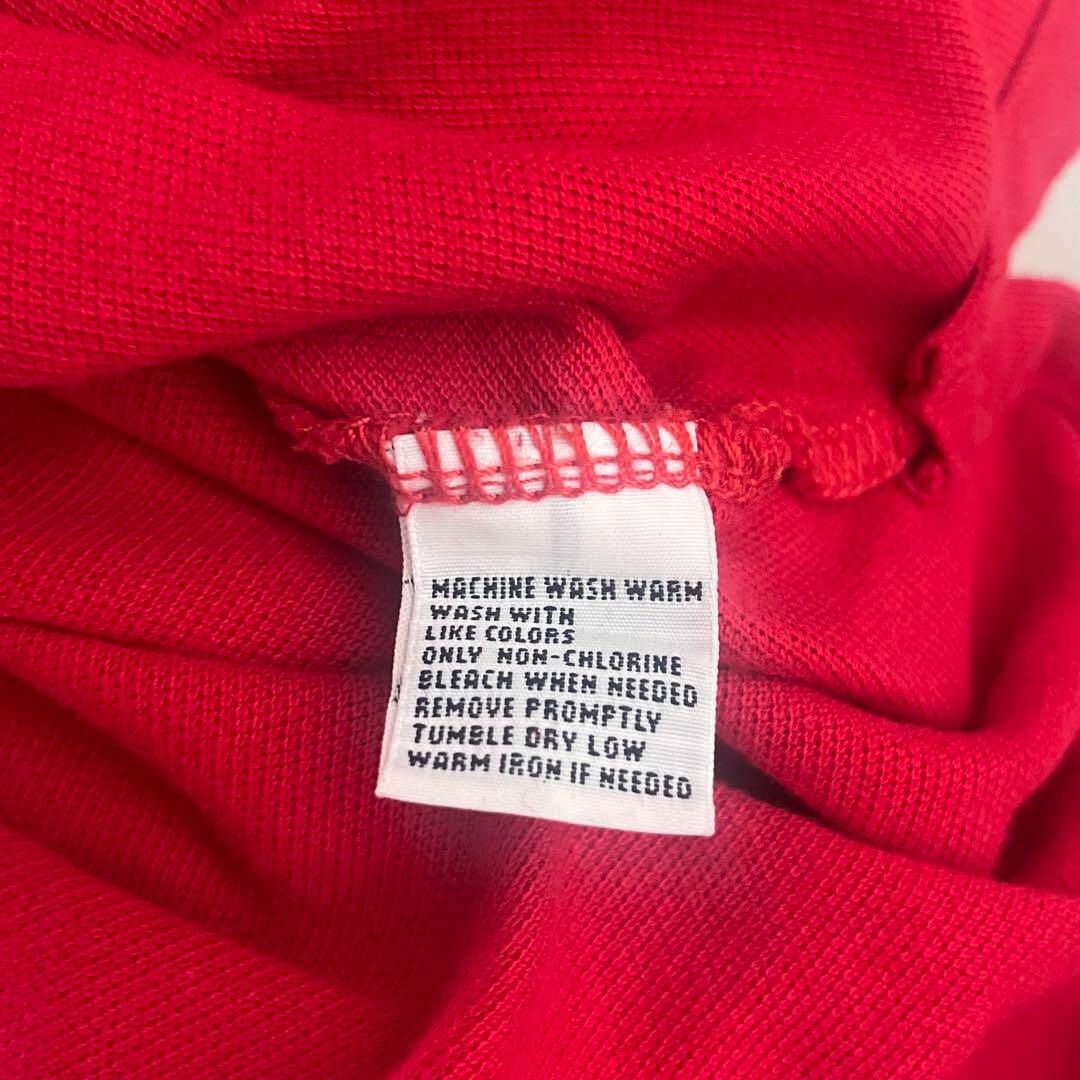 MACHINE WASH WARM
WASH WITH
LIKE COLORS
ONLY NON-CHLORINE
BLEACH WHEN NEEDED
REMOVE PROMPTLY
TUMBLE DRY LOW
WARM IRON IF NEEDED